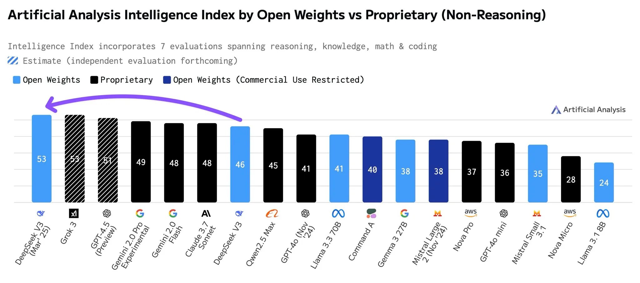 Artificial Analysis Intelligence Index by Open Weights vs Proprietary (Non-Reasoning)
Intelligence Index incorporates 7 evaluations spanning reasoning, knowledge, math & coding
Estimate (independent evaluation forthcoming)
Open Weights Proprietary Open Weights (Commercial Use Restricted)
Artificial Analysis
53 53 51 49 48 48 46 45 41 41 40 38 38 37 36 35 28 24
aws aws
DeepSeek V3 (Mar '25)
Grok 3
GPT-4.5 (Preview)
Gemini 2.0 Pro Experimental
Gemini 2.0 Flash
Claude 3.7 Sonnet
DeepSeek V3
Qwen2.5 Max
GPT-4o (Nov '24)
Llama 3.3 70B
Command A
Gemma 3 27B
Mistral Large 2 (Nov '24)
Nova Pro
GPT-4o mini
Mistral Small 3.1
Nova Micro
Llama 3.1 8B